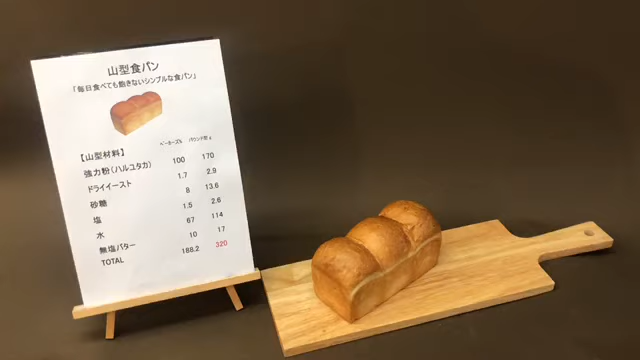 山型食パン
「毎日食べても飽きないシンプルな食パン」
ベーカーズ% パウンド型 g
【山型材料】
強力粉(ハルユタカ) 100 170
ドライイースト 1.7 2.9
砂糖 8 13.6
塩 1.5 2.6
水 67 114
無塩バター 10 17
TOTAL 188.2 320